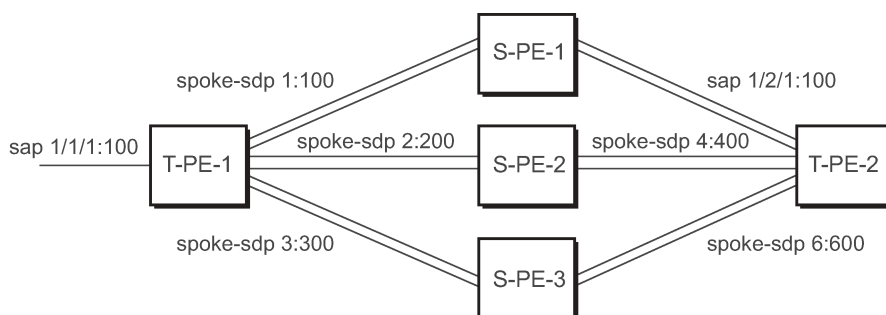 S-PE-1
spoke-sdp 1:100
sap 1/2/1:100
sap 1/1/1:100
T-PE-1
spoke-sdp 2:200
S-PE-2
spoke-sdp 4:400
T-PE-2
spoke-sdp 3:300
spoke-sdp 6:600
S-PE-3